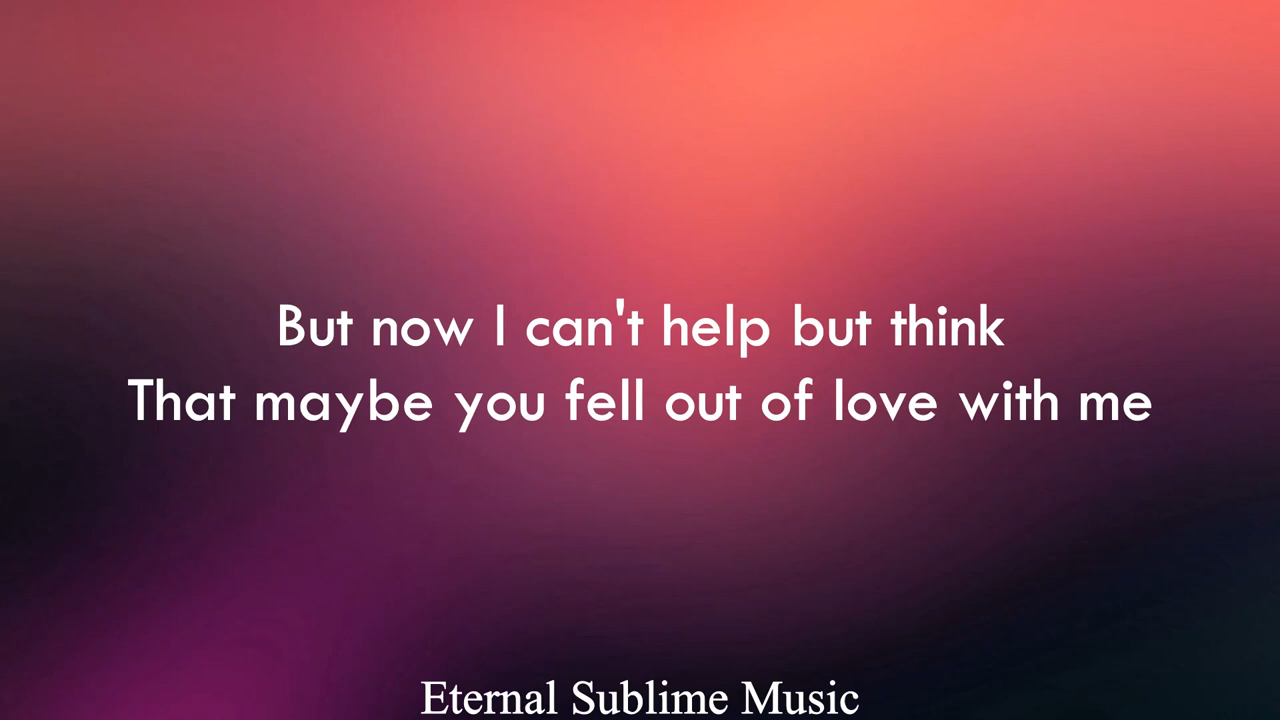 But now I can't help but think
That maybe you fell out of love with me
Eternal Sublime Music